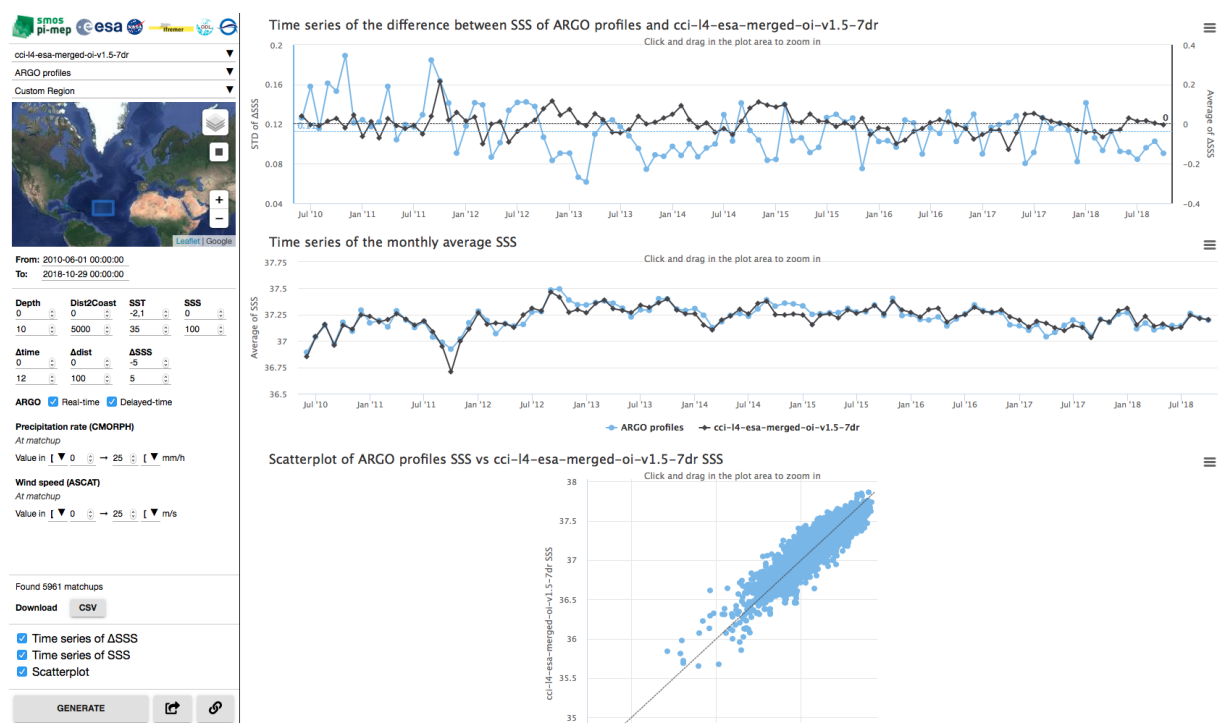 smos
pi-mep
esa
NASA
ifremer
ODL
cci-l4-esa-merged-oi-v1.5-7dr
ARGO profiles
Custom Region
+
−
Leaflet | Google
From: 2010-06-01 00:00:00
To: 2018-10-29 00:00:00
Depth Dist2Coast SST SSS
0 0 -2,1 0
10 5000 35 100
Δtime Δdist ΔSSS
0 0 -5
12 100 5
ARGO Real-time Delayed-time
Precipitation rate (CMORPH)
At matchup
Value in [ ▼ 0 → 25 [ ▼ mm/h
Wind speed (ASCAT)
At matchup
Value in [ ▼ 0 → 25 [ ▼ m/s
Found 5961 matchups
Download CSV
Time series of ΔSSS
Time series of SSS
Scatterplot
GENERATE
Time series of the difference between SSS of ARGO profiles and cci-l4-esa-merged-oi-v1.5-7dr
Click and drag in the plot area to zoom in
STD of ΔSSS
0.2
0.16
0.12
0.08
0.04
Average of ΔSSS
0.4
0.2
0
−0.2
−0.4
0
Jul '10 Jan '11 Jul '11 Jan '12 Jul '12 Jan '13 Jul '13 Jan '14 Jul '14 Jan '15 Jul '15 Jan '16 Jul '16 Jan '17 Jul '17 Jan '18 Jul '18
Time series of the monthly average SSS
Click and drag in the plot area to zoom in
Average of SSS
37.75
37.5
37.25
37
36.75
36.5
Jul '10 Jan '11 Jul '11 Jan '12 Jul '12 Jan '13 Jul '13 Jan '14 Jul '14 Jan '15 Jul '15 Jan '16 Jul '16 Jan '17 Jul '17 Jan '18 Jul '18
ARGO profiles cci-l4-esa-merged-oi-v1.5-7dr
Scatterplot of ARGO profiles SSS vs cci-l4-esa-merged-oi-v1.5-7dr SSS
Click and drag in the plot area to zoom in
cci-l4-esa-merged-oi-v1.5-7dr SSS
38
37.5
37
36.5
36
35.5
35